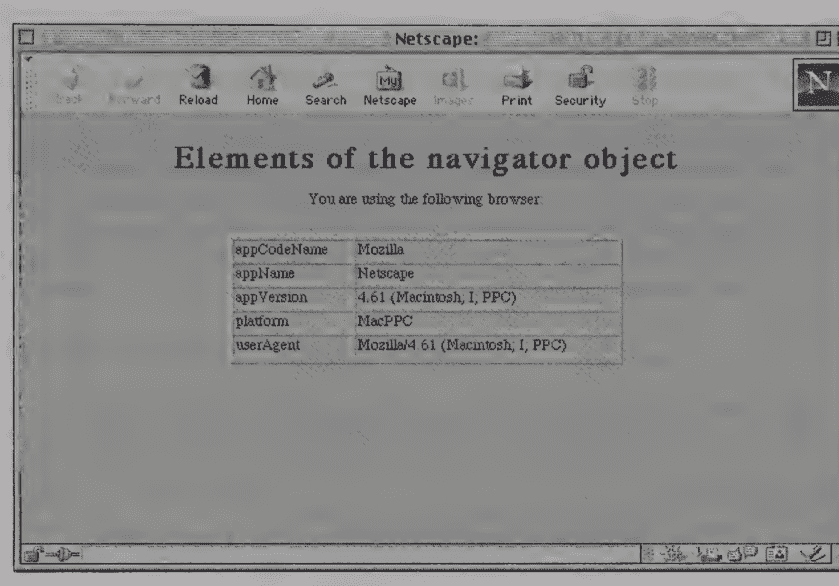 Netscape:
Back Forward Reload Home Search Netscape Images Print Security Stop
My
N
Elements of the navigator object
You are using the following browser:
appCodeName Mozilla
appName Netscape
appVersion 4.61 (Macintosh; I, PPC)
platform MacPPC
userAgent Mozilla/4.61 (Macintosh; I, PPC)